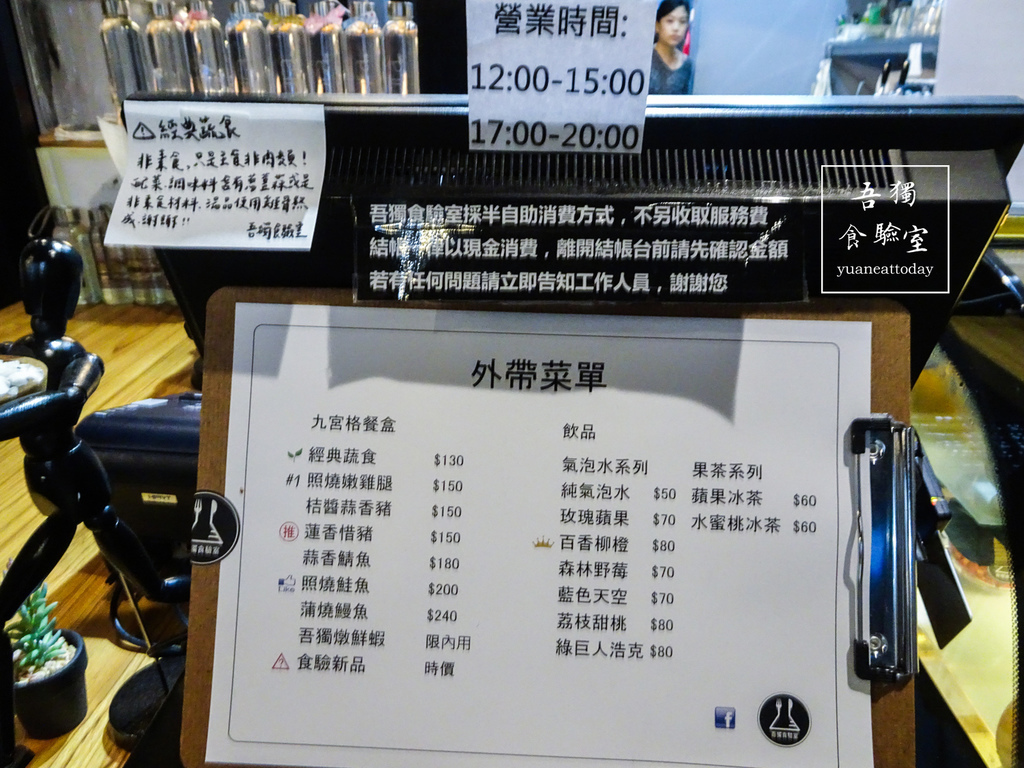 營業時間:
12:00-15:00
17:00-20:00
⚠經典蔬食
非素食,只是主食非肉類!
配菜、調味料含有蔥薑蒜或是
非素食材料、
感謝謝!!
吾獨食驗室
吾獨食驗室採半自助消費方式,不另收取服務費
結帳一律以現金消費,離開結帳台前請先確認金額
若有任何問題請立即告知工作人員,謝謝您
吾獨
食驗室
yuaneattoday
外帶菜單
九宮格餐盒
經典蔬食 $130
#1 照燒嫩雞腿 $150
桔醬蒜香豬 $150
推 蓮香惜豬 $150
蒜香鯖魚 $180
Like 照燒鮭魚 $200
蒲燒鰻魚 $240
吾獨燉鮮蝦 限內用
食驗新品 時價
飲品
氣泡水系列
純氣泡水 $50
玫瑰蘋果 $70
百香柳橙 $80
森林野莓 $70
藍色天空 $70
荔枝甜桃 $80
綠巨人浩克 $80
果茶系列
蘋果冰茶 $60
水蜜桃冰茶 $60
f
吾獨食驗室